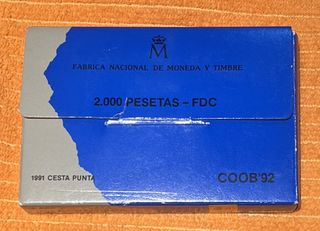 M
FABRICA NACIONAL DE MONEDA Y TIMBRE
2.000 PESETAS - FDC
1991 CESTA PUNTA
COOB'92